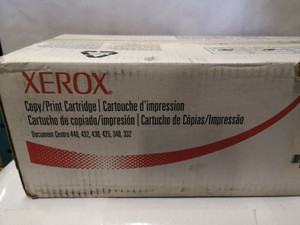 XEROX
Copy/Print Cartridge | Cartouche d'impression
Cartucho de copiado/impresión | Cartucho de Cópias/Impressão
Document Centre 440, 432, 430, 425, 340, 332